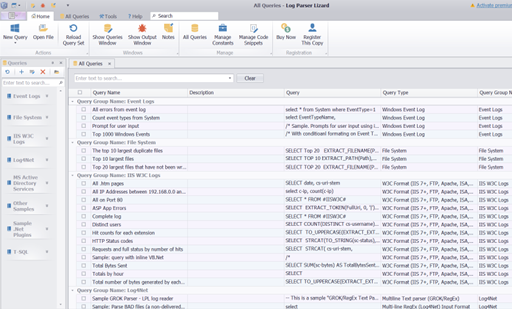 All Queries - Log Parser Lizard
Activate premium
Home All Queries Tools Help Search
New Query Open File Reload Query Set Show Queries Window Show Output Window Notes All Queries Manage Constants Manage Code Snippets Buy Now Register This Copy
Actions Windows Manage Registration
Queries All Queries
Enter text to search... Enter text to search... Clear
Query Name Description Query Query Type Query Group N
Event Logs
File System
IIS W3C Logs
Log4Net
MS Active Directory Services
Other Samples
Sample .Net Plugins
T-SQL
Query Group Name: Event Logs
All errors from event log select * from System where EventType=1 Windows Event Log Event Logs
Count event types from System select EventTypeName, Windows Event Log Event Logs
Prompt for user input /* Sample: Prompts for user input using Windows Event Log Event Logs
Top 1000 Windows Events /* With conditional formatting on Event T Windows Event Log Event Logs
Query Group Name: File System
The top 10 largest duplicate files SELECT TOP 20 EXTRACT_FILENAME(P... File System File System
Top 10 largest files SELECT TOP 10 EXTRACT_PATH(Path), File System File System
Top 20 largest files that have not been wr... SELECT TOP 20 EXTRACT_FILENAME(P... File System File System
Query Group Name: IIS W3C Logs
All .htm pages SELECT date, cs-uri-stem W3C Format (IIS 7+, FTP, Apache, ISA,... IIS W3C Logs
All IP Addresses between 192.168.0.0 an... select c-ip, count(c-ip) W3C Format (IIS 7+, FTP, Apache, ISA,... IIS W3C Logs
All on Port 80 SELECT * FROM #IISW3C# W3C Format (IIS 7+, FTP, Apache, ISA,... IIS W3C Logs
ASP App Errors SELECT EXTRACT_TOKEN(FullUri, 0, '|') W3C Format (IIS 7+, FTP, Apache, ISA,... IIS W3C Logs
Complete log SELECT * FROM #IISW3C# W3C Format (IIS 7+, FTP, Apache, ISA,... IIS W3C Logs
Distinct users SELECT COUNT(DISTINCT cs-username) W3C Format (IIS 7+, FTP, Apache, ISA,... IIS W3C Logs
Hit counts for each extension SELECT TO_UPPERCASE(EXTRACT_EXT... W3C Format (IIS 7+, FTP, Apache, ISA,... IIS W3C Logs
HTTP Status codes SELECT STRCAT(TO_STRING(sc-status),... W3C Format (IIS 7+, FTP, Apache, ISA,... IIS W3C Logs
Requests and full status by number of hits SELECT STRCAT( cs-uri-stem, W3C Format (IIS 7+, FTP, Apache, ISA,... IIS W3C Logs
Sample: query with inline VB.Net /* W3C Format (IIS 7+, FTP, Apache, ISA,... IIS W3C Logs
Total Bytes Sent SELECT SUM(sc-bytes) AS TotalBytesSent W3C Format (IIS 7+, FTP, Apache, ISA,... IIS W3C Logs
Totals by hour SELECT W3C Format (IIS 7+, FTP, Apache, ISA,... IIS W3C Logs
Total number of bytes generated by each... SELECT TO_UPPERCASE(EXTRACT_EXT... W3C Format (IIS 7+, FTP, Apache, ISA,... IIS W3C Logs
Query Group Name: Log4Net
Sample GROK Parser - LPL log reader -- This is a sample "GROK/RegEx Text Pa Multiline Text parser (GROK/RegEx) Log4Net
Sample: Parse BAD files (a non-delimited... select Multi-line RegEx (Log4Net) Input Format Log4Net